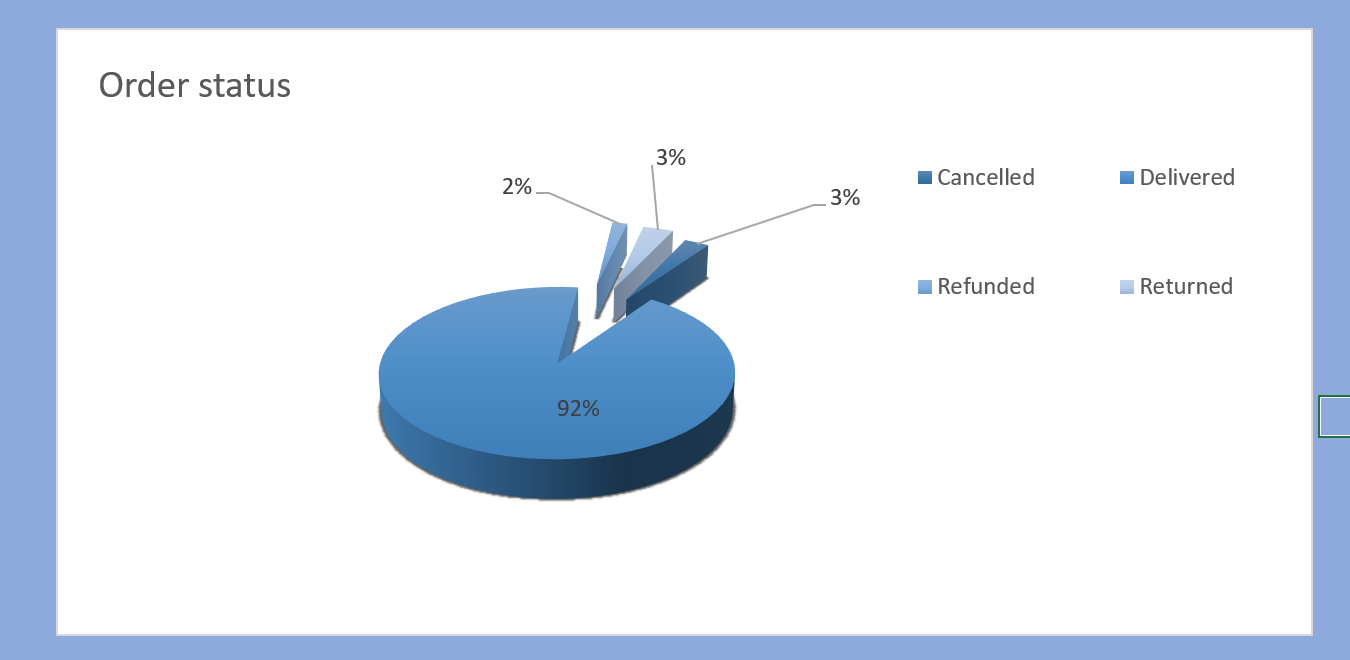 Order status
3%
2%
3%
92%
Cancelled
Delivered
Refunded
Returned